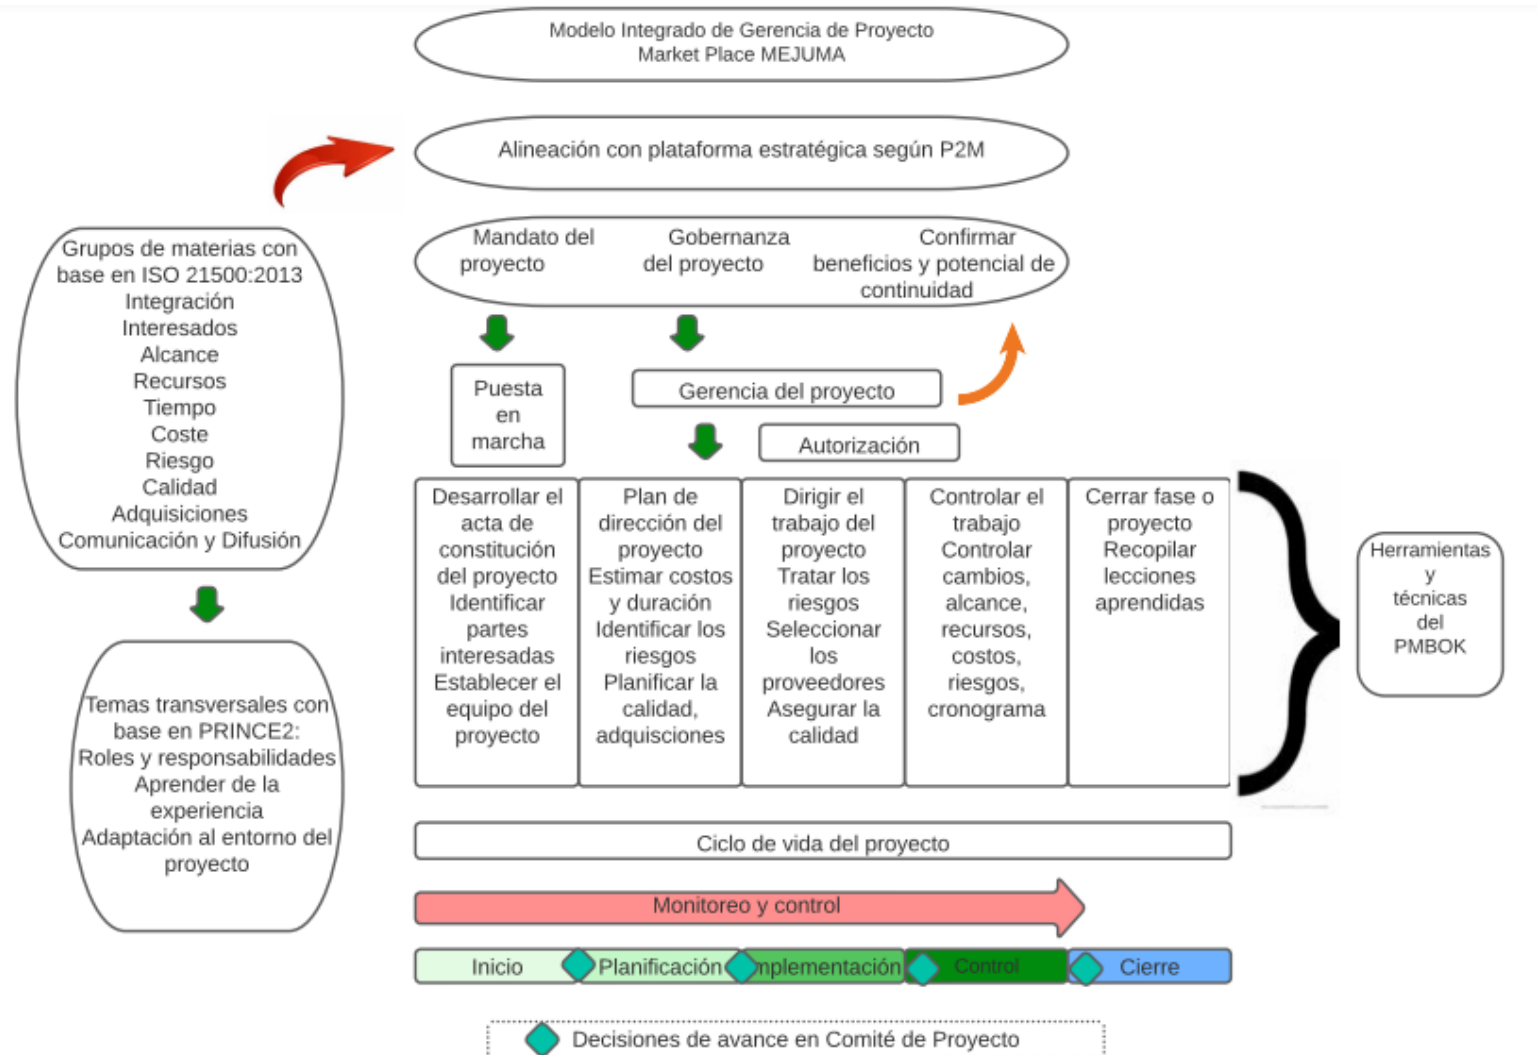 Modelo Integrado de Gerencia de Proyecto
Market Place MEJUMA
Alineación con plataforma estratégica según P2M
Mandato del
proyecto
Gobernanza
del proyecto
Confirmar
beneficios y potencial de
continuidad
Grupos de materias con
base en ISO 21500:2013
Integración
Interesados
Alcance
Recursos
Tiempo
Coste
Riesgo
Calidad
Adquisiciones
Comunicación y Difusión
Temas transversales con
base en PRINCE2:
Roles y responsabilidades
Aprender de la
experiencia
Adaptación al entorno del
proyecto
Puesta
en
marcha
Gerencia del proyecto
Autorización
Desarrollar el
acta de
constitución
del proyecto
Identificar
partes
interesadas
Establecer el
equipo del
proyecto
Plan de
dirección del
proyecto
Estimar costos
y duración
Identificar los
riesgos
Planificar la
calidad,
adquisciones
Dirigir el
trabajo del
proyecto
Tratar los
riesgos
Seleccionar
los
proveedores
Asegurar la
calidad
Controlar el
trabajo
Controlar
cambios,
alcance,
recursos,
costos,
riesgos,
cronograma
Cerrar fase o
proyecto
Recopilar
lecciones
aprendidas
Herramientas
y
técnicas
del
PMBOK
Ciclo de vida del proyecto
Monitoreo y control
Inicio
Planificación
mplementación
Control
Cierre
Decisiones de avance en Comité de Proyecto